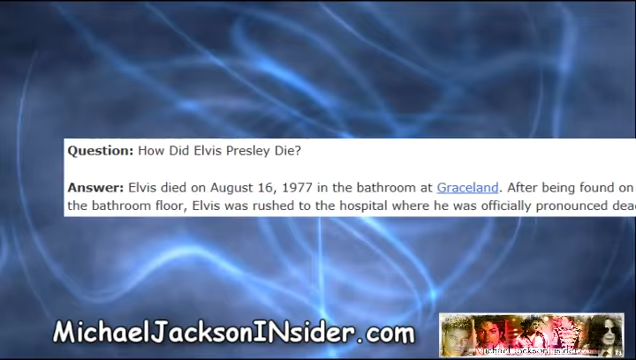 Question: How Did Elvis Presley Die?
Answer: Elvis died on August 16, 1977 in the bathroom at Graceland. After being found on
the bathroom floor, Elvis was rushed to the hospital where he was officially pronounced dea
MichaelJacksonINsider.com